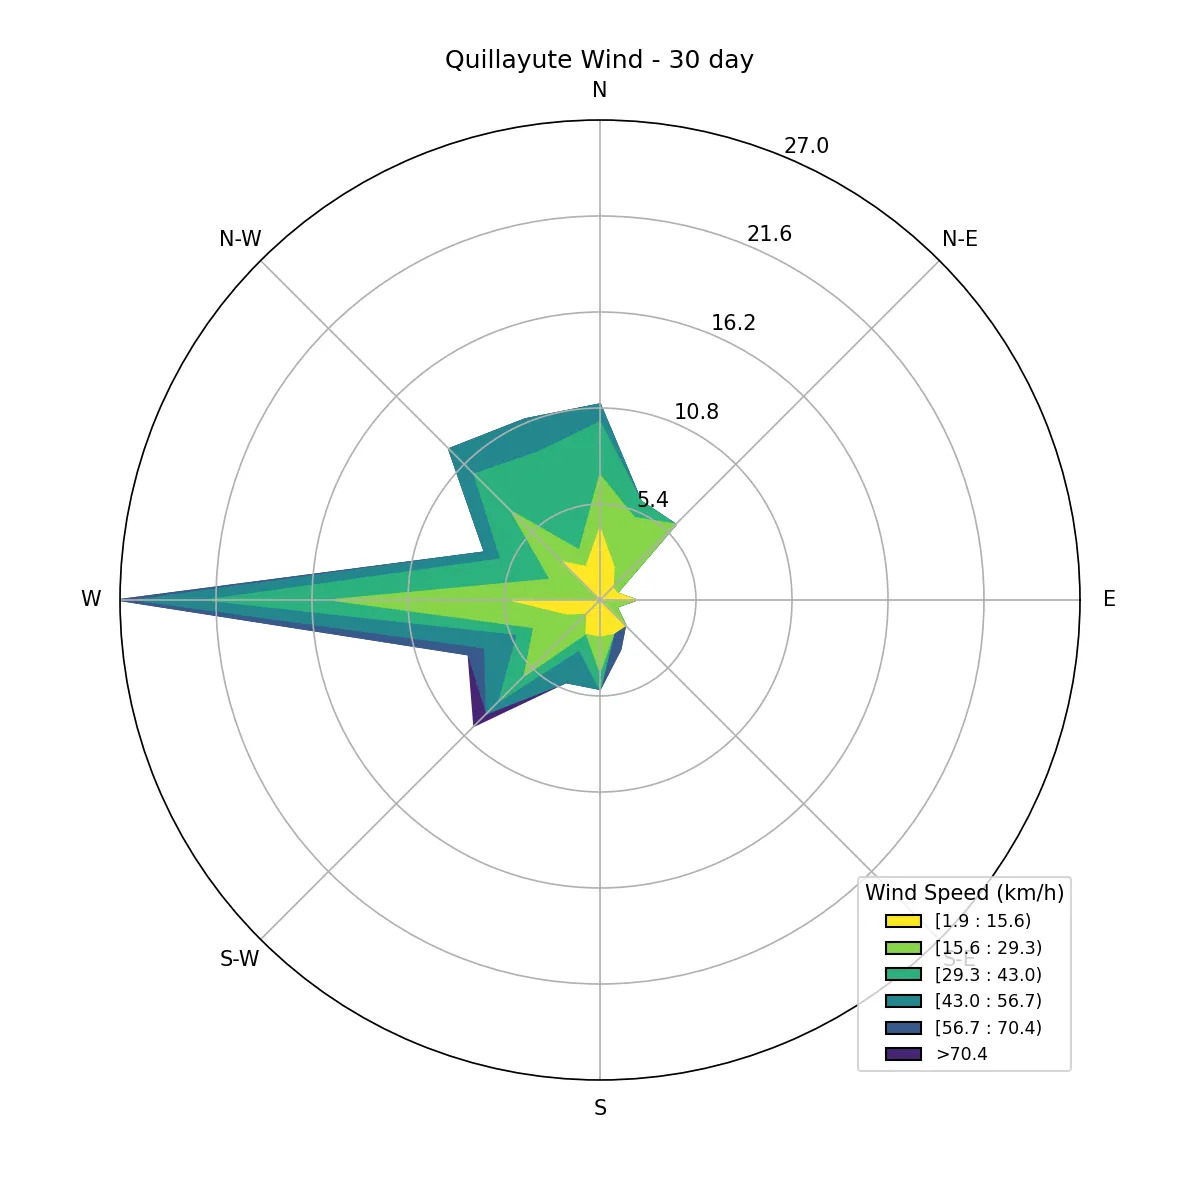 Quillayute Wind - 30 day
N
27.0
N-W
N-E
21.6
16.2
10.8
5.4
W
E
S-W
S-E
S
Wind Speed (km/h)
[1.9 : 15.6)
[15.6 : 29.3)
[29.3 : 43.0)
[43.0 : 56.7)
[56.7 : 70.4)
>70.4